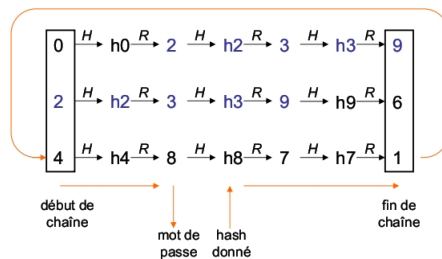 0 H h0 R 2 H h2 R 3 H h3 R 9
2 H h2 R 3 H h3 R 9 H h9 R 6
4 H h4 R 8 H h8 R 7 H h7 R 1
début de chaîne
mot de passe
hash donné
fin de chaîne